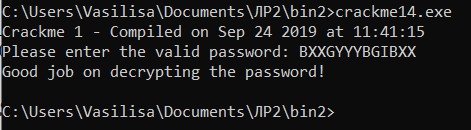 C:\Users\Vasilisa\Documents\ЛР2\bin2>crackme14.exe
Crackme 1 - Compiled on Sep 24 2019 at 11:41:15
Please enter the valid password: BXXGYYYBGIBXX
Good job on decrypting the password!
C:\Users\Vasilisa\Documents\ЛР2\bin2>